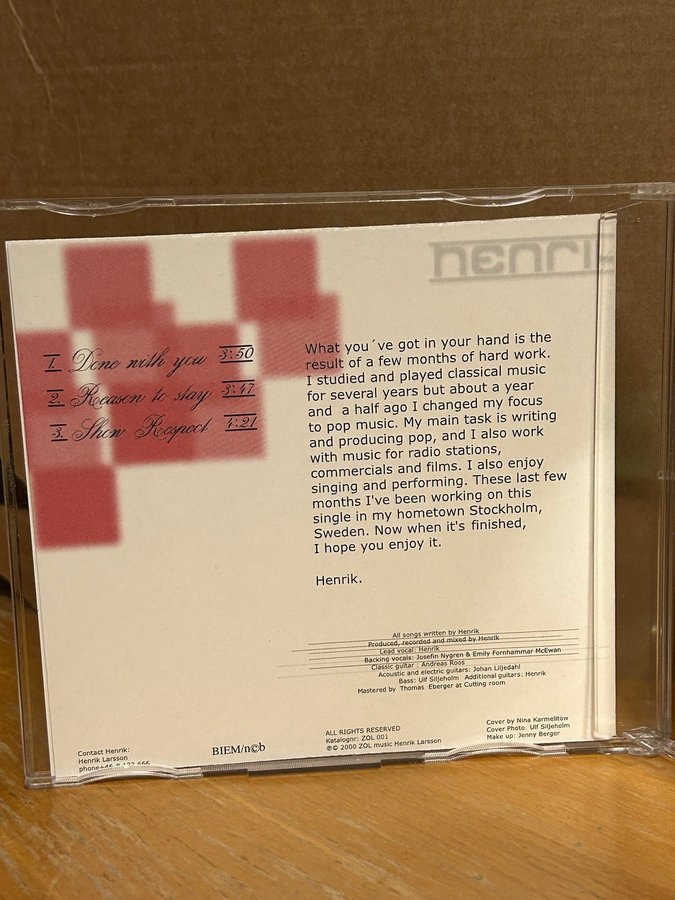 HENRIK
1. Done with you 3:50
2. Reason to stay 3:47
3. Show Respect 4:21
What you´ve got in your hand is the
result of a few months of hard work.
I studied and played classical music
for several years but about a year
and a half ago I changed my focus
to pop music. My main task is writing
and producing pop, and I also work
with music for radio stations,
commercials and films. I also enjoy
singing and performing. These last few
months I've been working on this
single in my hometown Stockholm,
Sweden. Now when it's finished,
I hope you enjoy it.
Henrik.
All songs written by Henrik
Produced, recorded and mixed by Henrik
Lead vocal: Henrik
Backing vocals: Josefin Nygren & Emily Fornhammar McEwan
Classic guitar : Andreas Roos
Acoustic and electric guitars: Johan Liljedahl
Bass: Ulf Siljeholm Additional guitars: Henrik
Mastered by Thomas Eberger at Cutting room
Contact Henrik:
Henrik Larsson
phone+46
BIEM/n©b
ALL RIGHTS RESERVED
Katalognr: ZOL 001
℗© 2000 ZOL music Henrik Larsson
Cover by Nina Karmelitow
Cover Photo: Ulf Siljeholm
Make up: Jenny Berger